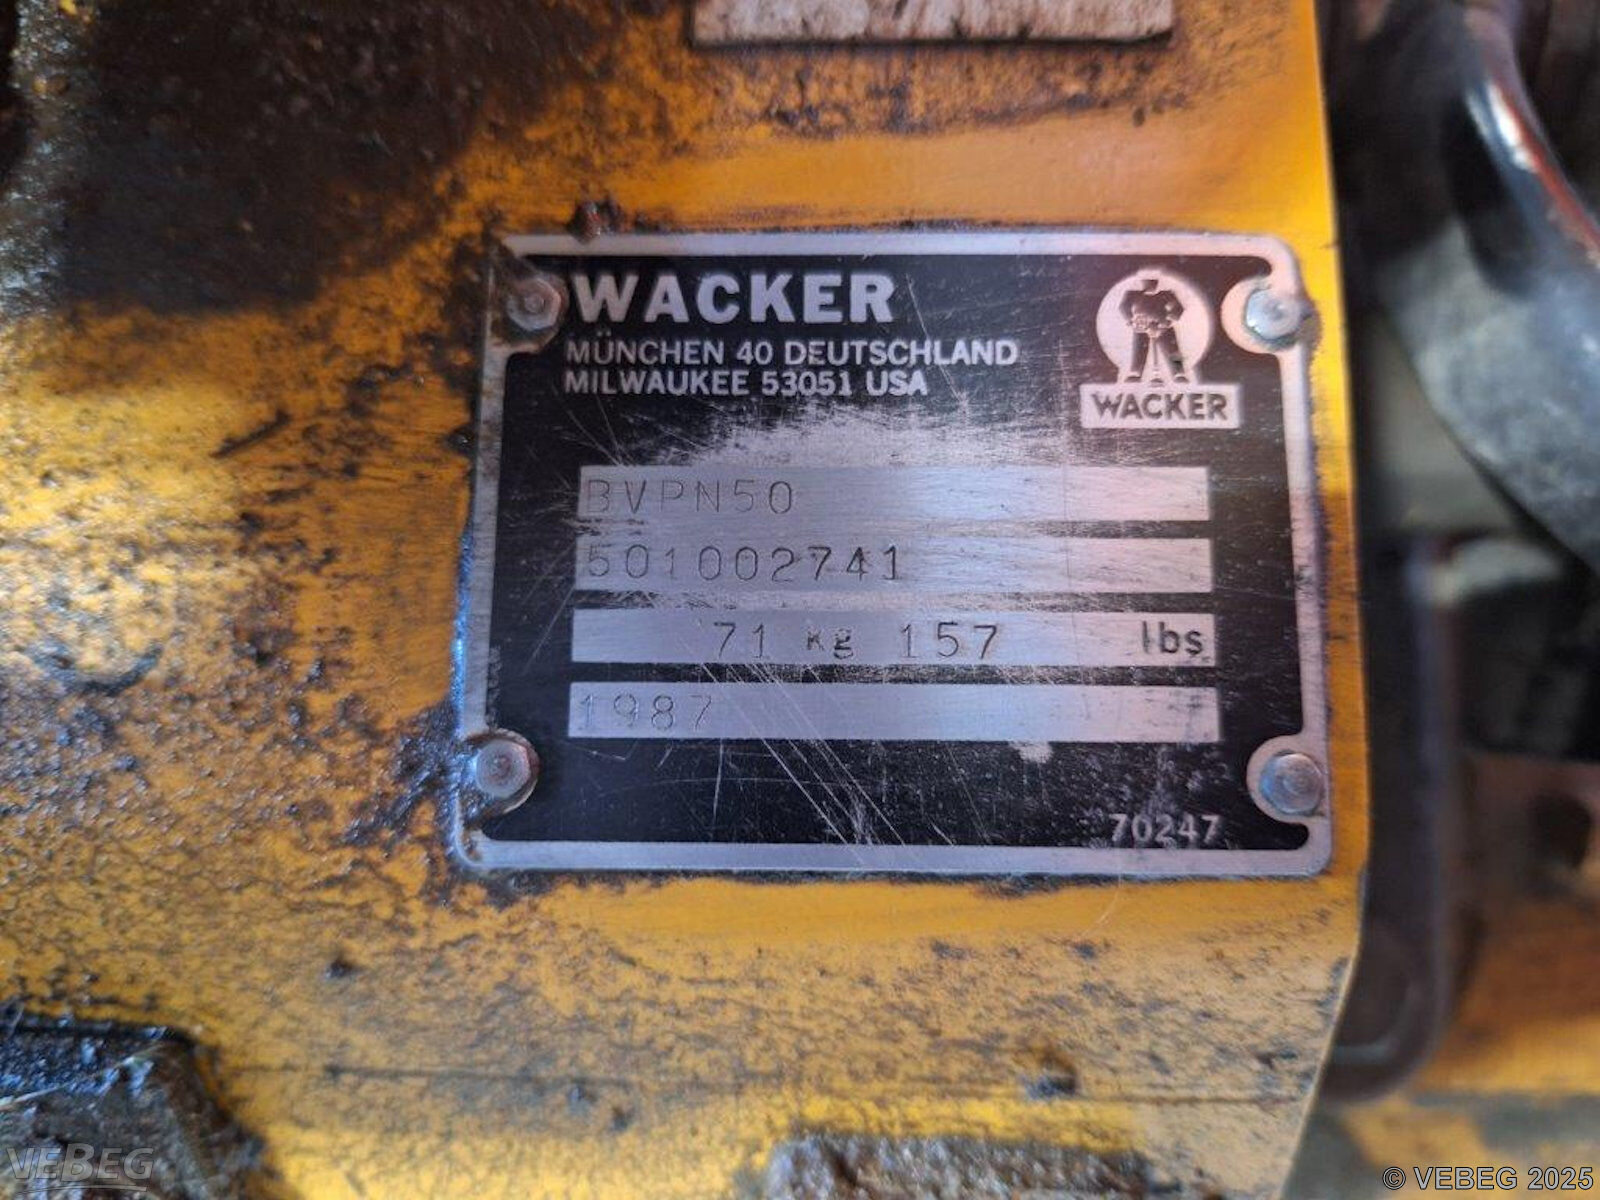 WACKER
MÜNCHEN 40 DEUTSCHLAND
MILWAUKEE 53051 USA
WACKER
BVPN50
501002741
71 kg 157 lbs
1987
70247
VEBEG
© VEBEG 2025